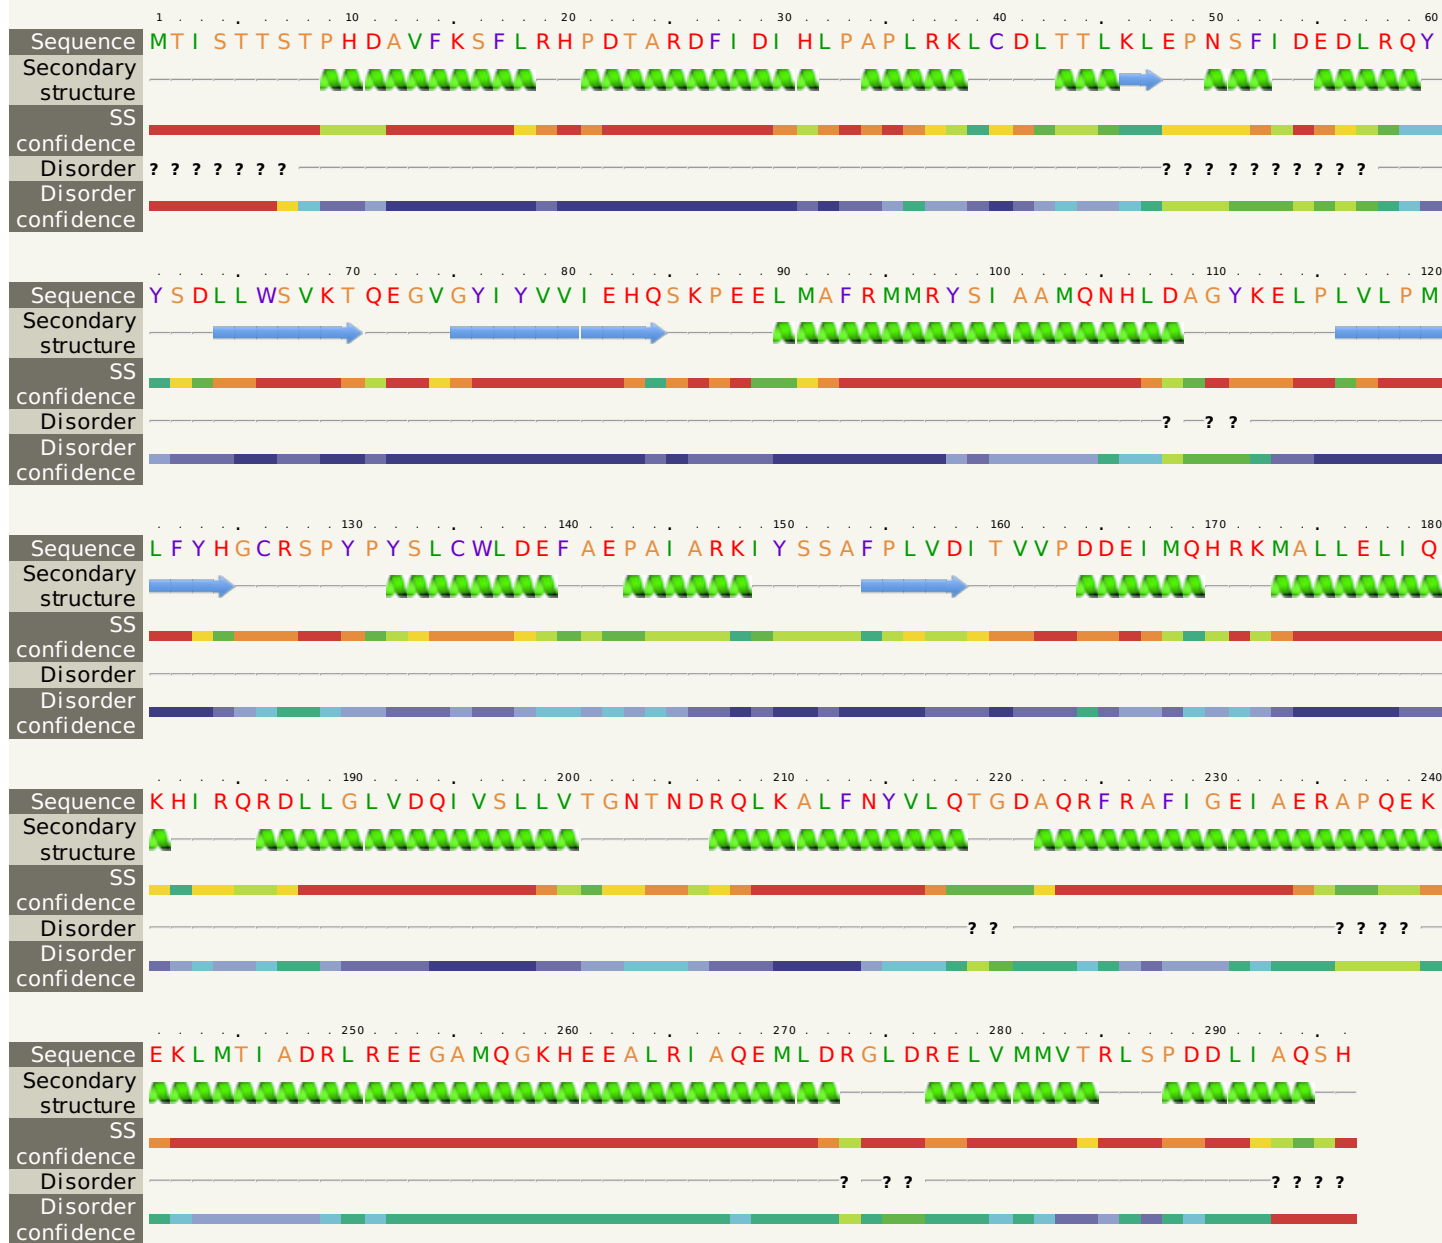 1 10 20 30 40 50 60
Sequence MTISTTSTPHDAVFKSFLRHPDTARDFIDIHLPAPLRKLCDLTTLKLEPNSFIDEDLRQY
Secondary
structure
SS
confidence
Disorder ? ? ? ? ? ? ? ? ? ? ? ? ? ? ? ? ?
Disorder
confidence
70 80 90 100 110 120
Sequence YSDLLWSVKTQEGVGYIYVVIEHQSKPEELMAFRMMRYSIAAMQNHLDAGYKELPLVLPM
Secondary
structure
SS
confidence
Disorder ? ? ?
Disorder
confidence
130 140 150 160 170 180
Sequence LFYHGCRSPYPYSLCWLDEFAEPAIARKIYSSAFPLVDITVVPDDEIMQHRKMALLELIQ
Secondary
structure
SS
confidence
Disorder
Disorder
confidence
190 200 210 220 230 240
Sequence KHIRQRDLLGLVDQIVSLLVTGNTNDRQLKALFNYVLQTGDAQRFRAFIGEIAERAPQEK
Secondary
structure
SS
confidence
Disorder ? ? ? ? ? ?
Disorder
confidence
250 260 270 280 290
Sequence EKLMTIADRLREEGAMQGKHEEALRIAQEMLDRGLDRELVMMVTRLSPDDLIAQSH
Secondary
structure
SS
confidence
Disorder ? ? ? ? ? ? ?
Disorder
confidence